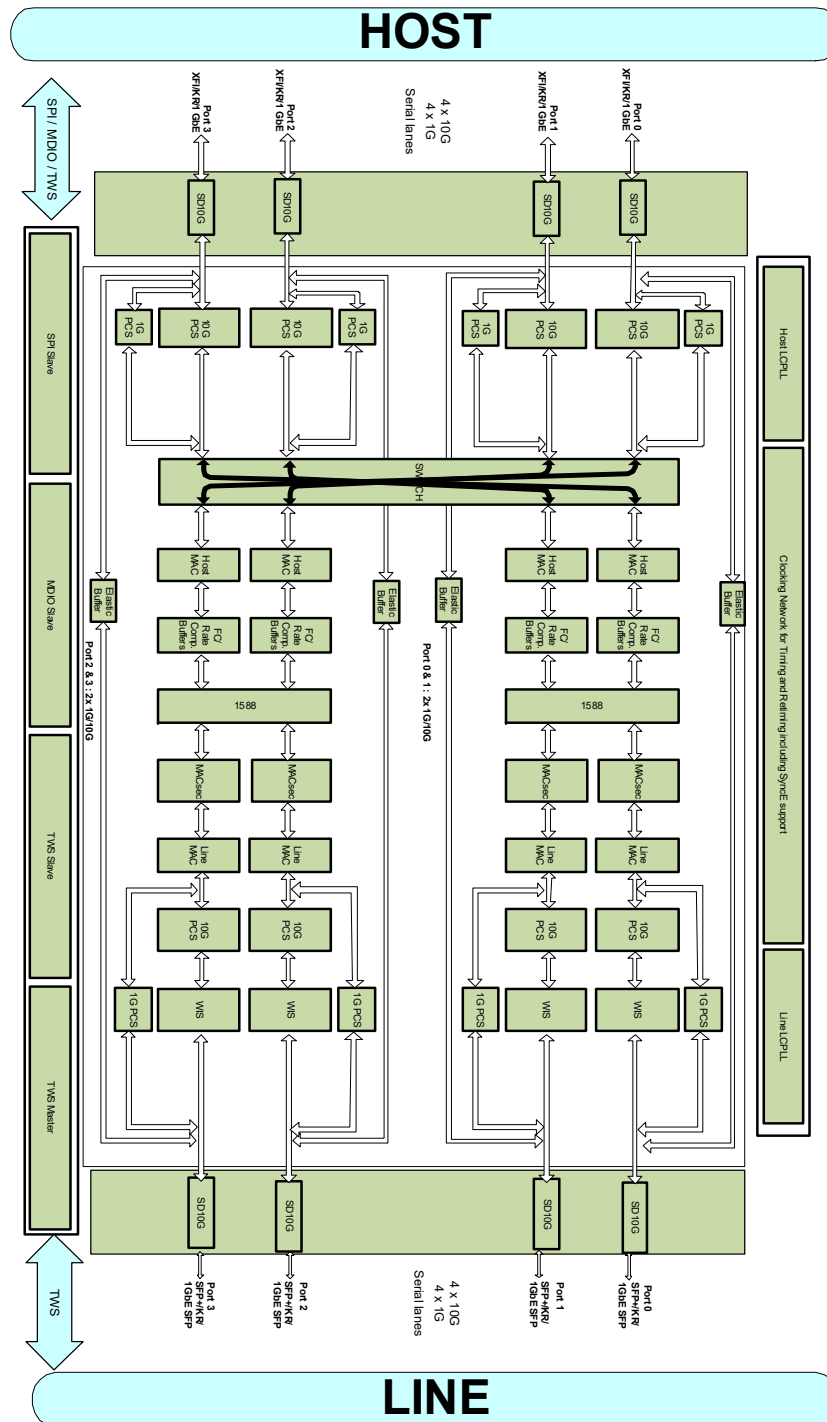 HOST
SPI / MDIO / TWS
Port 3
XFI/KR/1 GbE
Port 2
XFI/KR/1 GbE
4 x 10G
4 x 1G
Serial lanes
Port 1
XFI/KR/1 GbE
Port 0
XFI/KR/1 GbE
SD10G
SD10G
SD10G
SD10G
1G
PCS
10G
PCS
10G
PCS
1G
PCS
1G
PCS
10G
PCS
10G
PCS
1G
PCS
SPI Slave
Host LCPLL
SWITCH
Host
MAC
Host
MAC
Host
MAC
Host
MAC
Elastic
Buffer
Elastic
Buffer
Elastic
Buffer
Elastic
Buffer
FC/
Rate
Comp.
Buffers
FC/
Rate
Comp.
Buffers
FC/
Rate
Comp.
Buffers
FC/
Rate
Comp.
Buffers
MDIO Slave
Port 2 & 3 : 2x 1G/10G
Port 0 & 1 : 2x 1G/10G
Clocking Network for Timing and Retiming including SyncE support
1588
1588
MACsec
MACsec
MACsec
MACsec
TWS Slave
Line
MAC
Line
MAC
Line
MAC
Line
MAC
10G
PCS
10G
PCS
10G
PCS
10G
PCS
1G PCS
WIS
WIS
1G PCS
1G PCS
WIS
WIS
1G PCS
TWS Master
Line LCPLL
SD10G
SD10G
SD10G
SD10G
TWS
Port 3
SFP+/KR/
1GbE SFP
Port 2
SFP+/KR/
1GbE SFP
4 x 10G
4 x 1G
Serial lanes
Port 1
SFP+/KR/
1GbE SFP
Port 0
SFP+/KR/
1GbE SFP
LINE